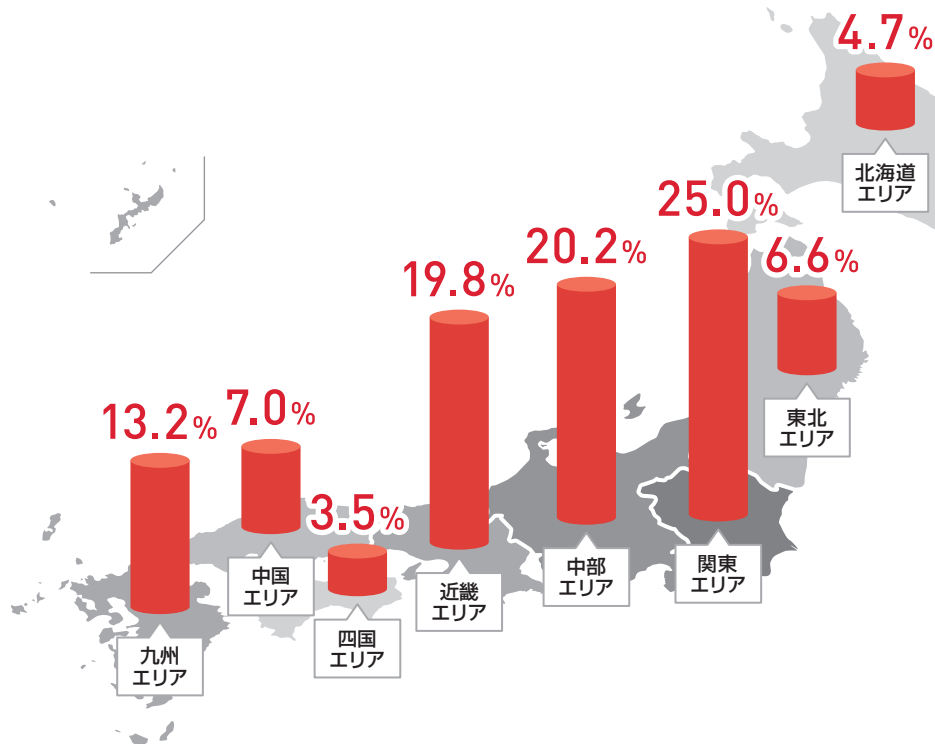 4.7%
北海道
エリア
25.0%
6.6%
東北
エリア
20.2%
19.8%
13.2%
7.0%
3.5%
関東
エリア
中部
エリア
近畿
エリア
中国
エリア
四国
エリア
九州
エリア